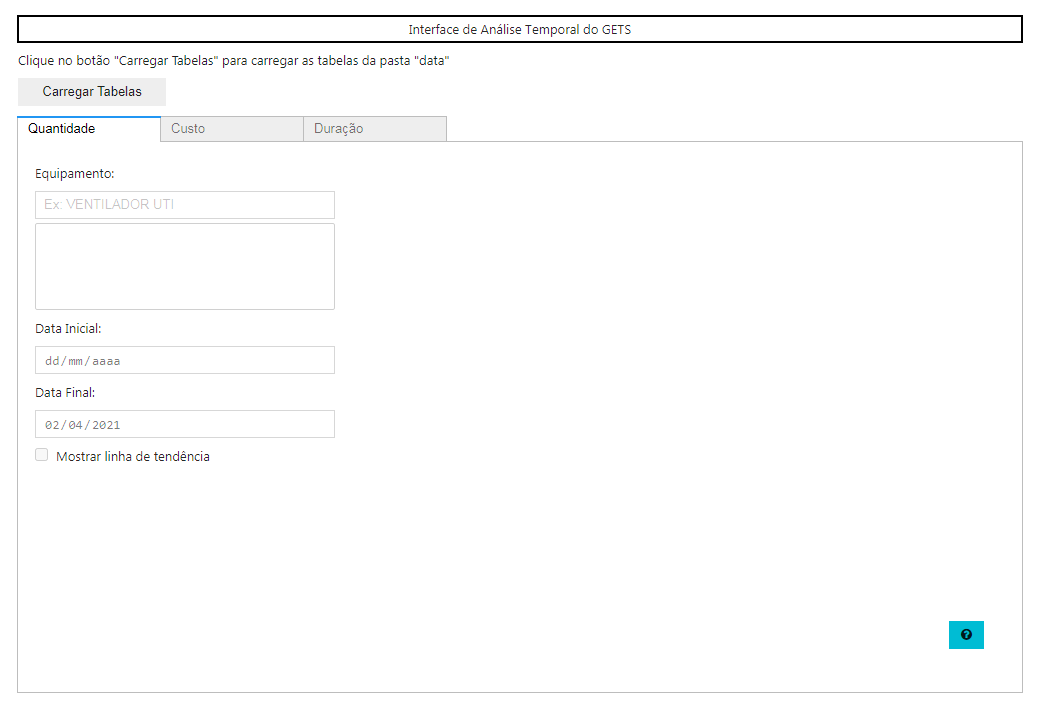 Interface de Análise Temporal do GETS
Clique no botão "Carregar Tabelas" para carregar as tabelas da pasta "data"
Carregar Tabelas
Quantidade
Custo
Duração
Equipamento:
Ex: VENTILADOR UTI
Data Inicial:
dd/mm/aaaa
Data Final:
02/04/2021
Mostrar linha de tendência
?